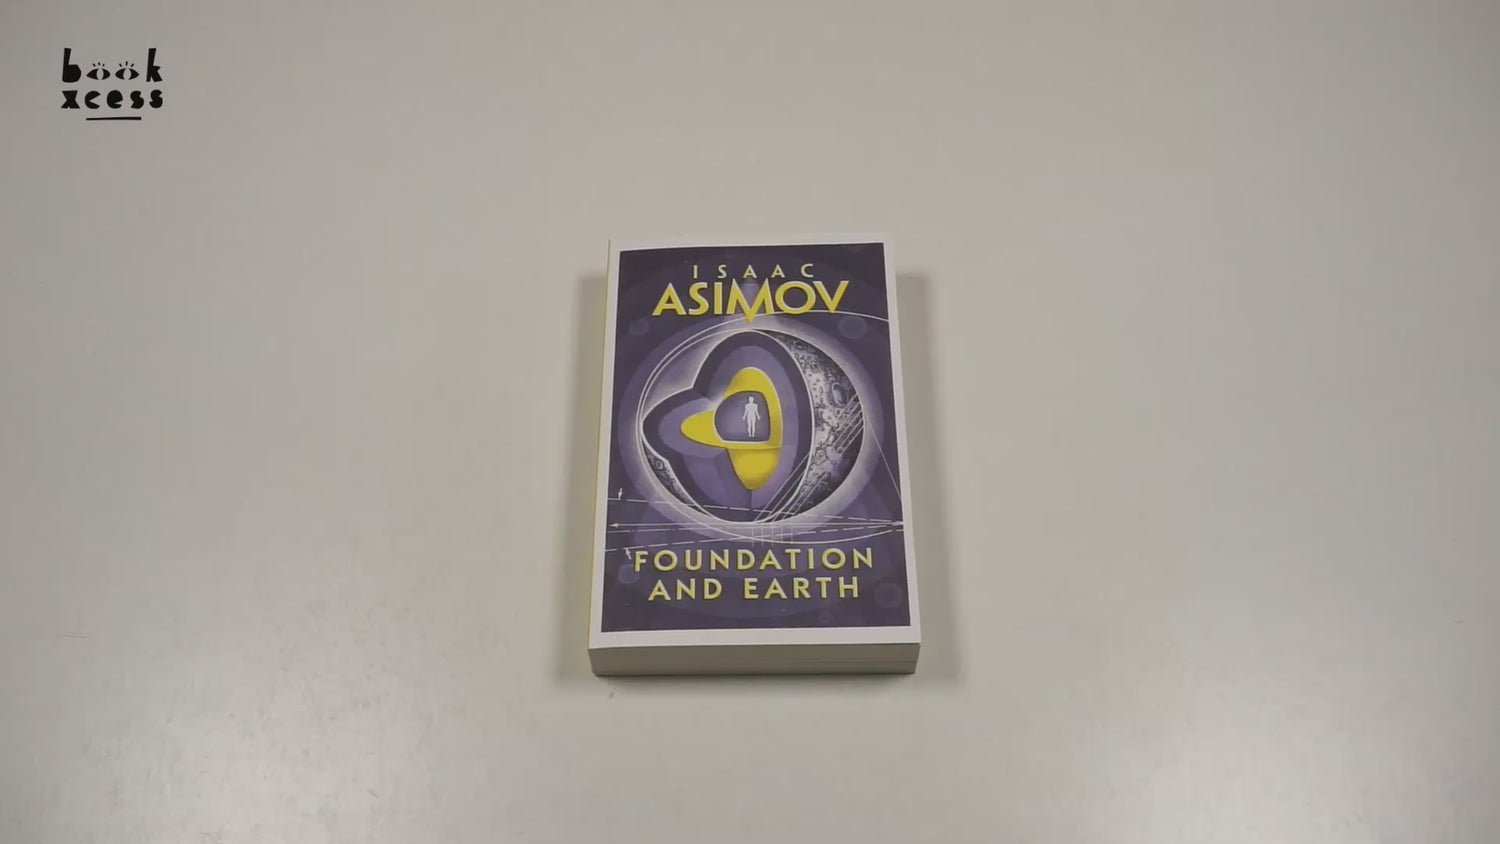 book
xcess
ISAAC
ASIMOV
FOUNDATION
AND EARTH